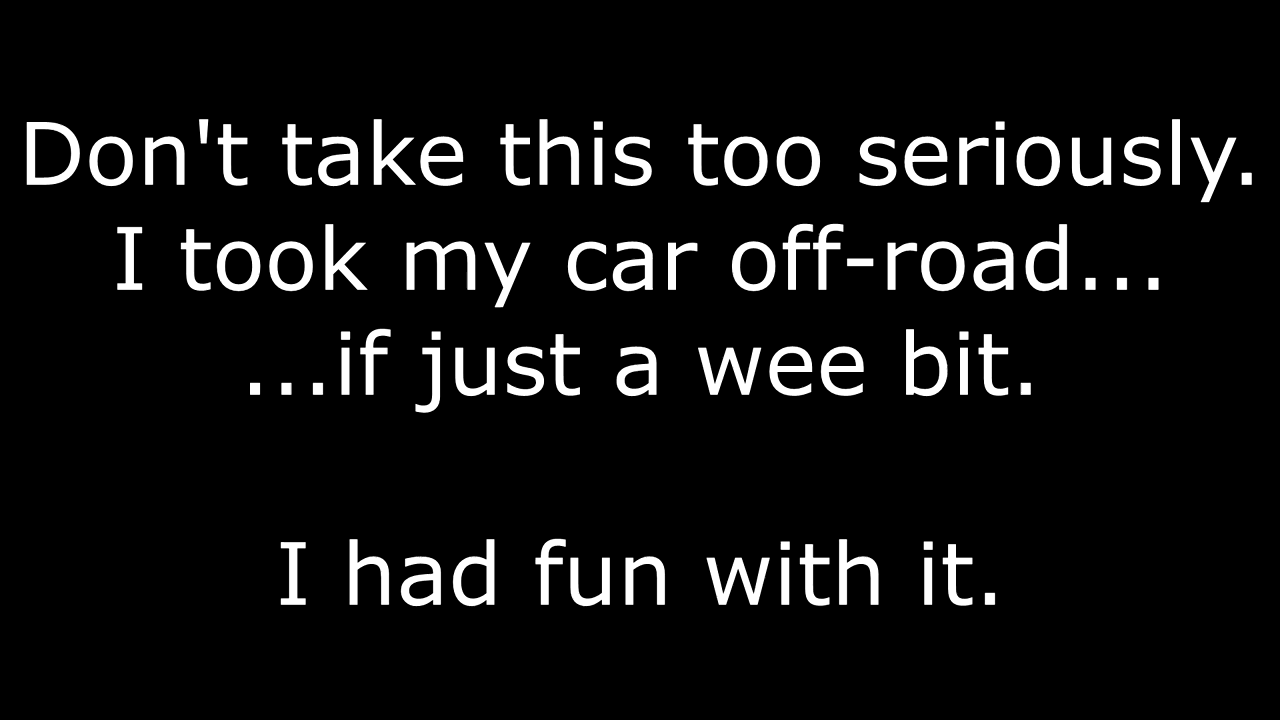 Don't take this too seriously.
I took my car off-road...
...if just a wee bit.
I had fun with it.